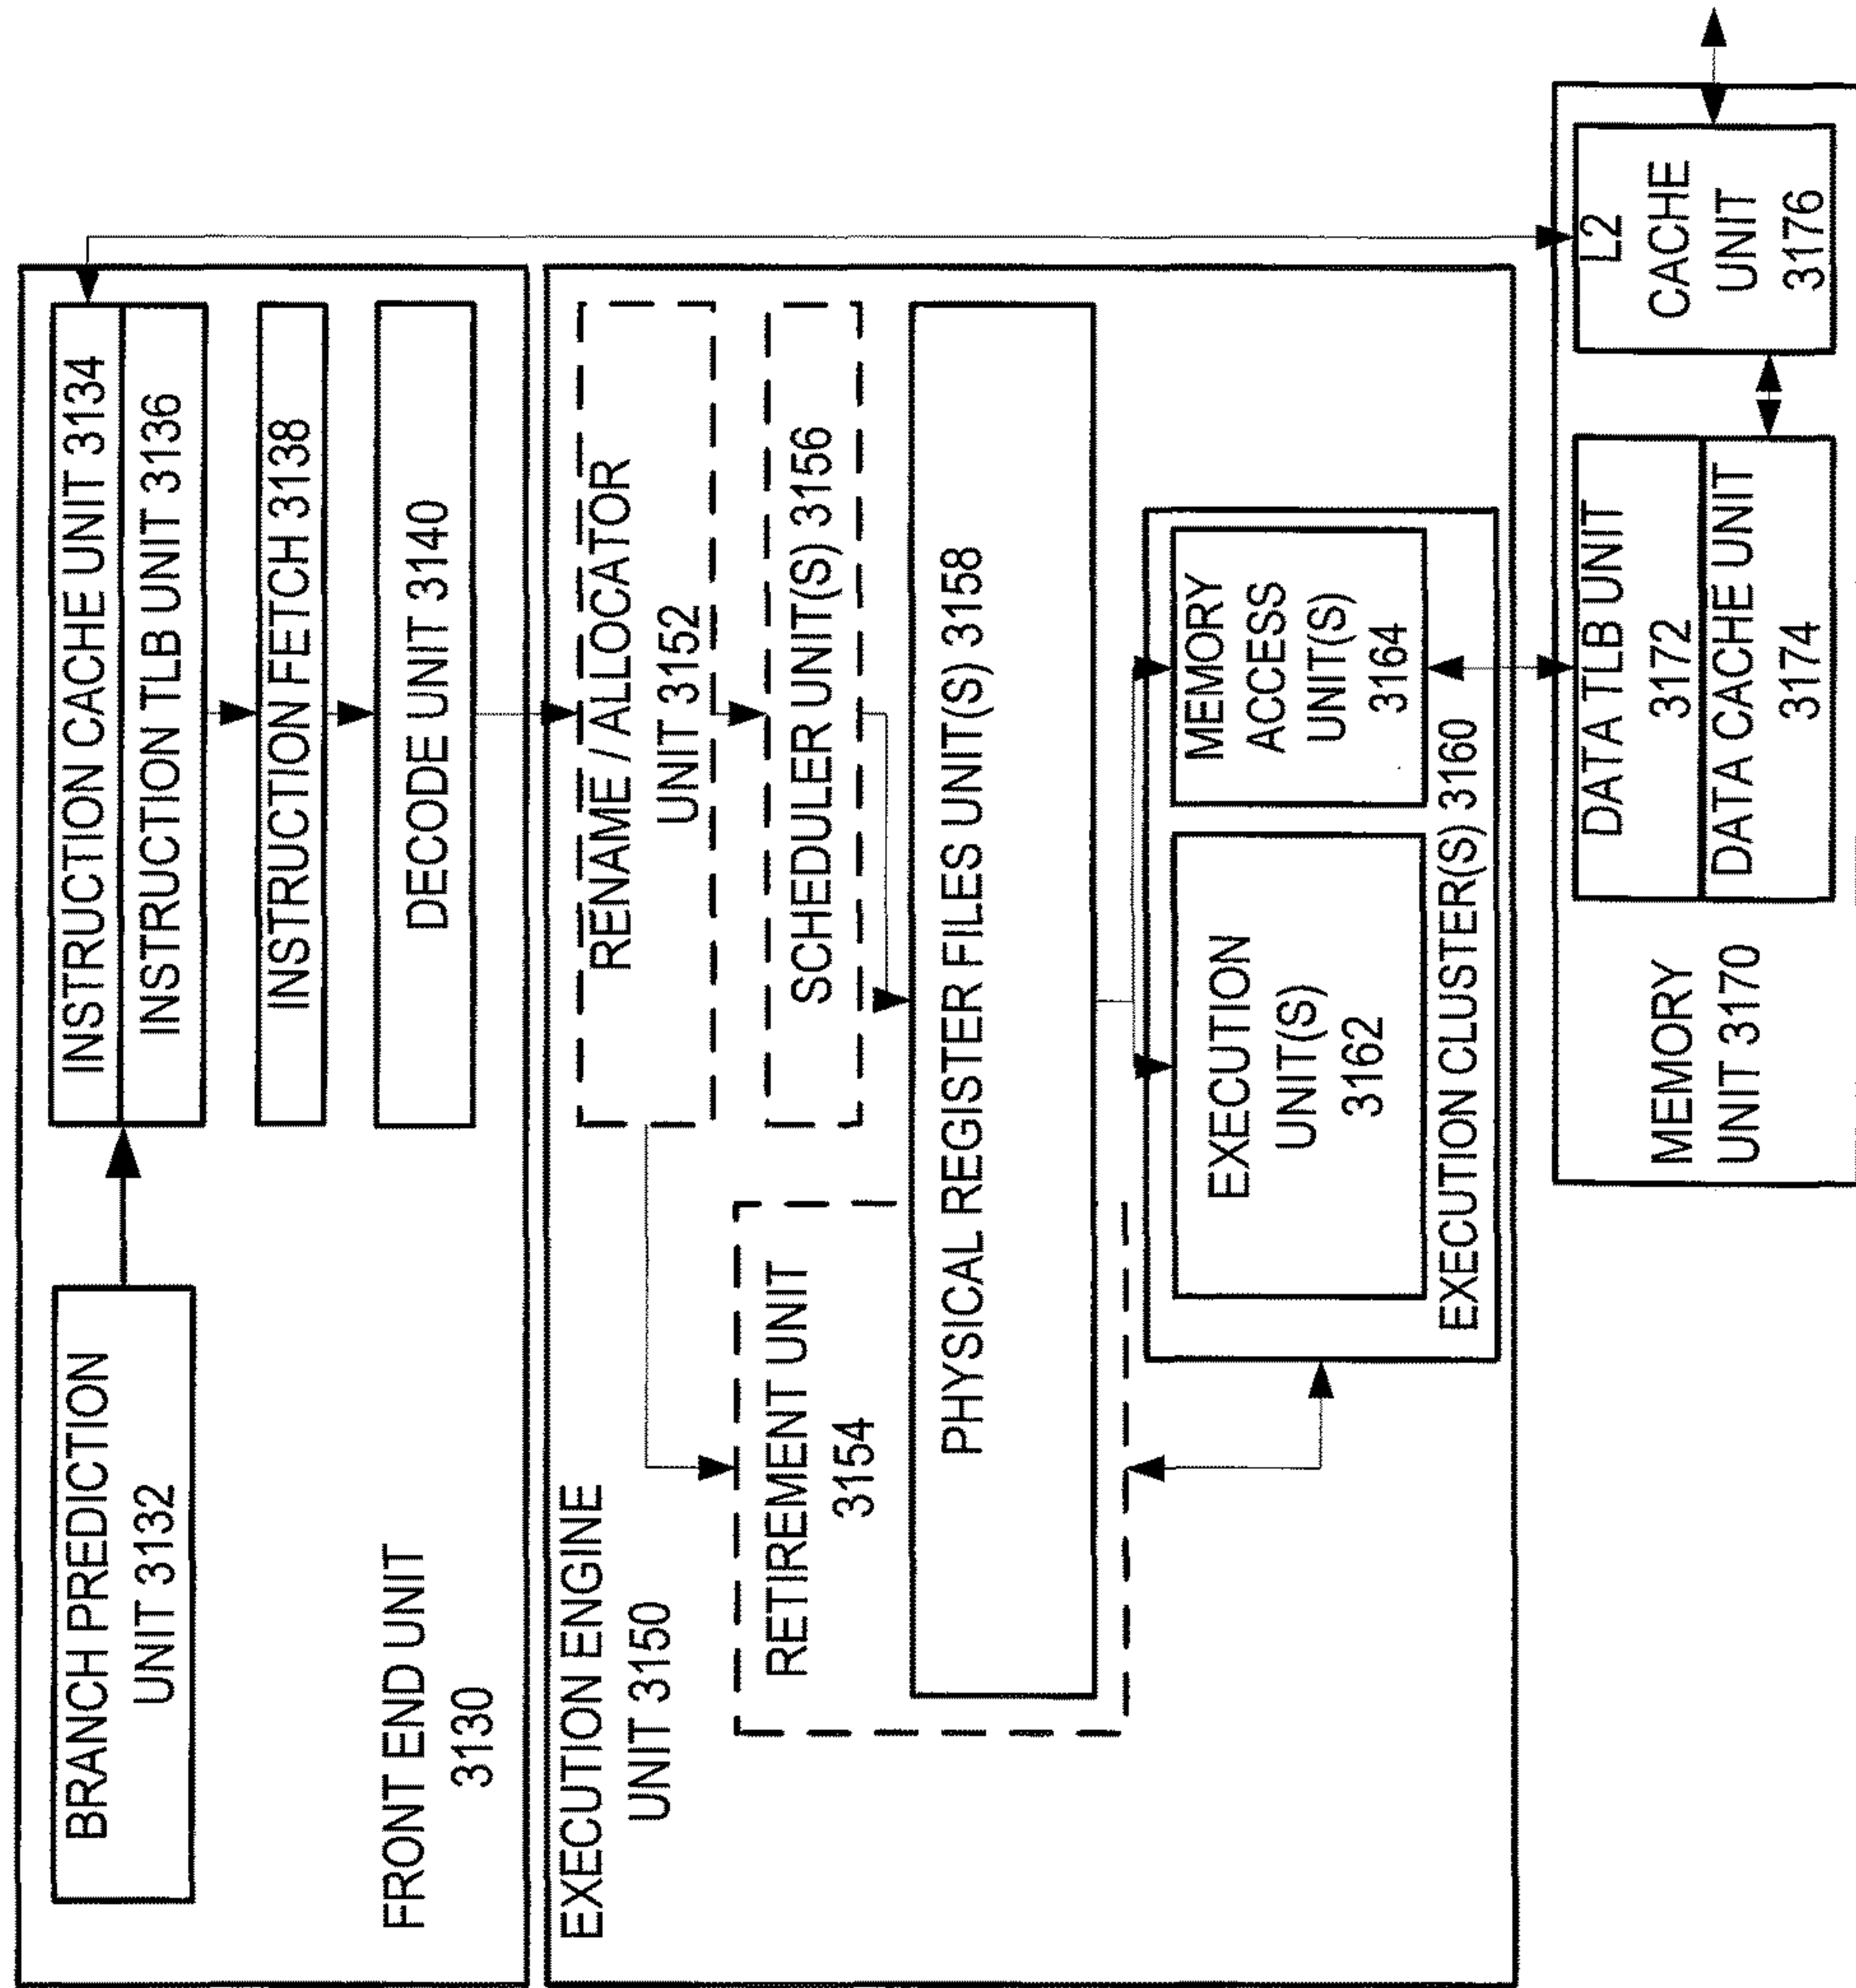 BRANCH PREDICTION
UNIT 3132
INSTRUCTION CACHE UNIT 3134
INSTRUCTION TLB UNIT 3136
INSTRUCTION FETCH 3138
DECODE UNIT 3140
FRONT END UNIT
3130
EXECUTION ENGINE
UNIT 3150
RENAME / ALLOCATOR
UNIT 3152
RETIREMENT UNIT
3154
SCHEDULER UNIT(S) 3156
PHYSICAL REGISTER FILES UNIT(S) 3158
EXECUTION
UNIT(S)
3162
MEMORY
ACCESS
UNIT(S)
3164
EXECUTION CLUSTER(S) 3160
MEMORY
UNIT 3170
DATA TLB UNIT
3172
DATA CACHE UNIT
3174
L2
CACHE
UNIT
3176